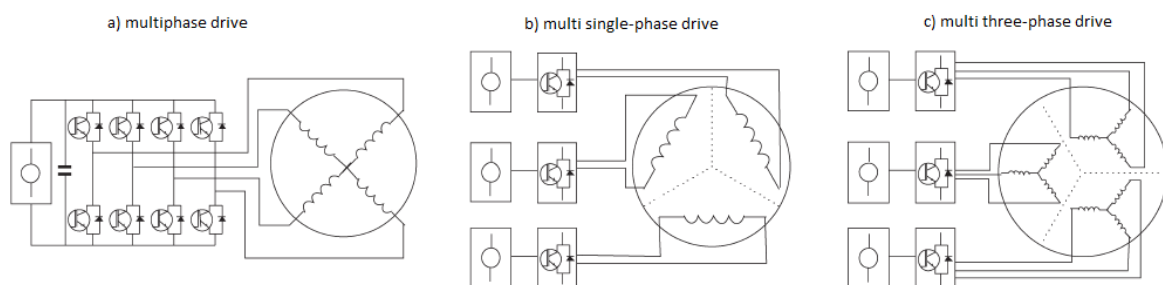 a) multiphase drive
b) multi single-phase drive
c) multi three-phase drive